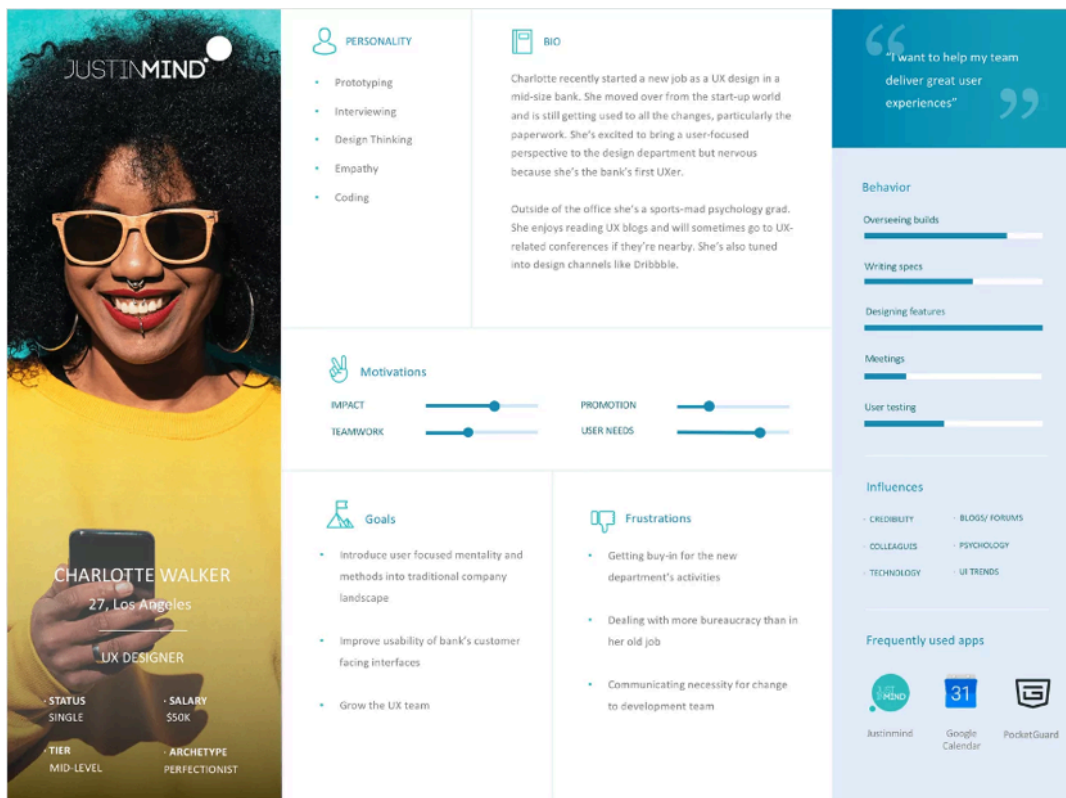 JUSTINMIND
CHARLOTTE WALKER
27, Los Angeles
UX DESIGNER
· STATUS
SINGLE
· SALARY
$50K
· TIER
MID-LEVEL
· ARCHETYPE
PERFECTIONIST
PERSONALITY
• Prototyping
• Interviewing
• Design Thinking
• Empathy
• Coding
BIO
Charlotte recently started a new job as a UX design in a
mid-size bank. She moved over from the start-up world
and is still getting used to all the changes, particularly the
paperwork. She's excited to bring a user-focused
perspective to the design department but nervous
because she's the bank's first UXer.
Outside of the office she's a sports-mad psychology grad.
She enjoys reading UX blogs and will sometimes go to UX-
related conferences if they're nearby. She's also tuned
into design channels like Dribbble.
Motivations
IMPACT
PROMOTION
TEAMWORK
USER NEEDS
Goals
• Introduce user focused mentality and
methods into traditional company
landscape
• Improve usability of bank's customer
facing interfaces
• Grow the UX team
Frustrations
• Getting buy-in for the new
department's activities
• Dealing with more bureaucracy than in
her old job
• Communicating necessity for change
to development team
"I want to help my team
deliver great user
experiences"
Behavior
Overseeing builds
Writing specs
Designing features
Meetings
User testing
Influences
· CREDIBILITY
· BLOGS/ FORUMS
· COLLEAGUES
· PSYCHOLOGY
· TECHNOLOGY
· UI TRENDS
Frequently used apps
JUST
IN MIND
31
Justinmind
Google
Calendar
PocketGuard